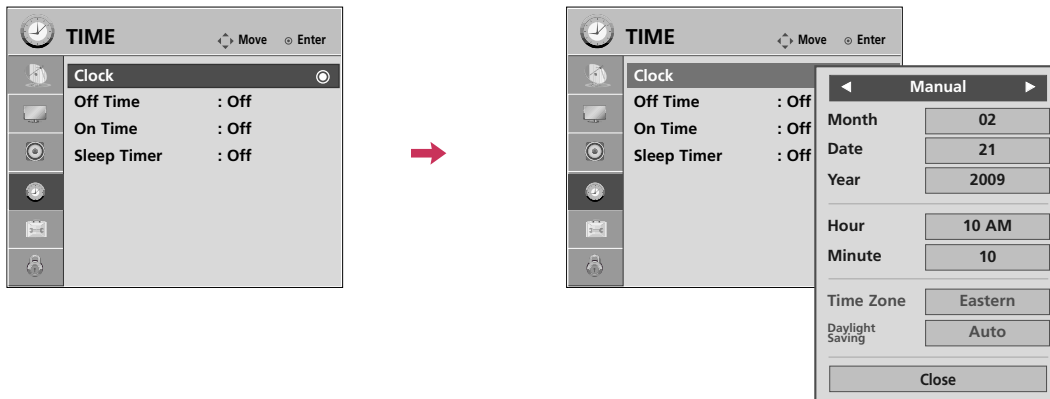 TIME Move Enter
Clock
Off Time : Off
On Time : Off
Sleep Timer : Off
TIME Move Enter
Clock
Off Time : Off
On Time : Off
Sleep Timer : Off
Manual
Month 02
Date 21
Year 2009
Hour 10 AM
Minute 10
Time Zone Eastern
Daylight
Saving Auto
Close